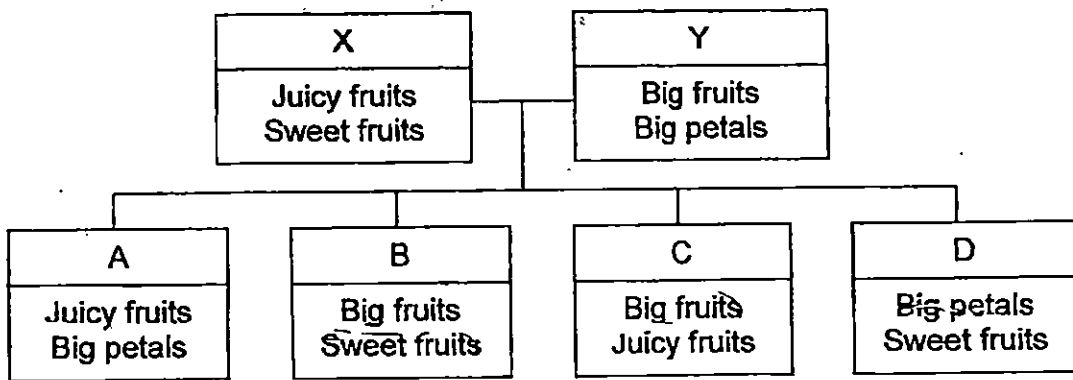 X
Juicy fruits
Sweet fruits
Y
Big fruits
Big petals
A
Juicy fruits
Big petals
B
Big fruits
Sweet fruits
C
Big fruits
Juicy fruits
D
Big petals
Sweet fruits